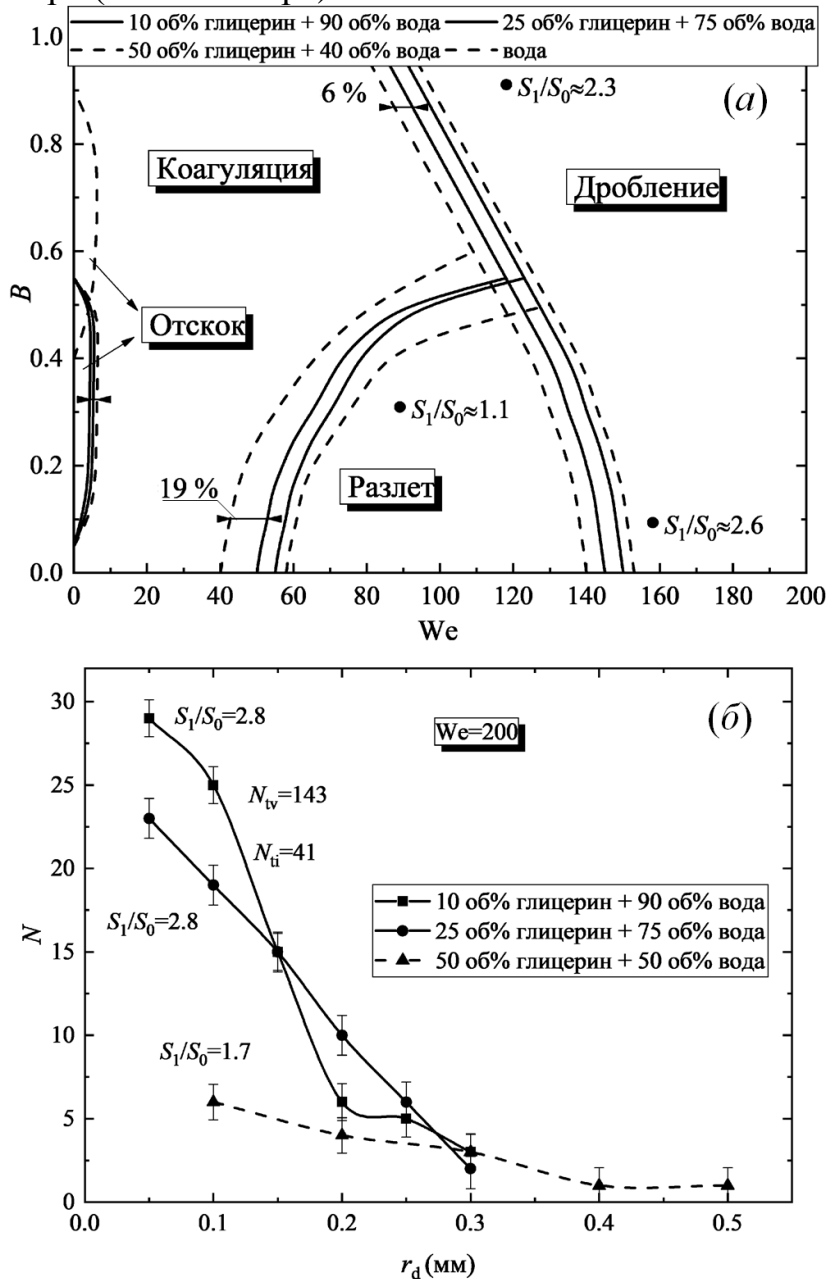 10 об% глицерин + 90 об% вода 25 об% глицерин + 75 об% вода
50 об% глицерин + 40 об% вода вода
1.0
0.8
0.6
0.4
0.2
0.0
B
6 %
S₁/S₀≈2.3
(а)
Коагуляция
Дробление
Отскок
S₁/S₀≈1.1
19 %
Разлет
S₁/S₀≈2.6
0 20 40 60 80 100 120 140 160 180 200
We
30
25
20
15
10
5
0
N
S₁/S₀=2.8
We=200
(б)
Ntv=143
Nti=41
S₁/S₀=2.8
10 об% глицерин + 90 об% вода
25 об% глицерин + 75 об% вода
50 об% глицерин + 50 об% вода
S₁/S₀=1.7
0.0 0.1 0.2 0.3 0.4 0.5
rd (мм)